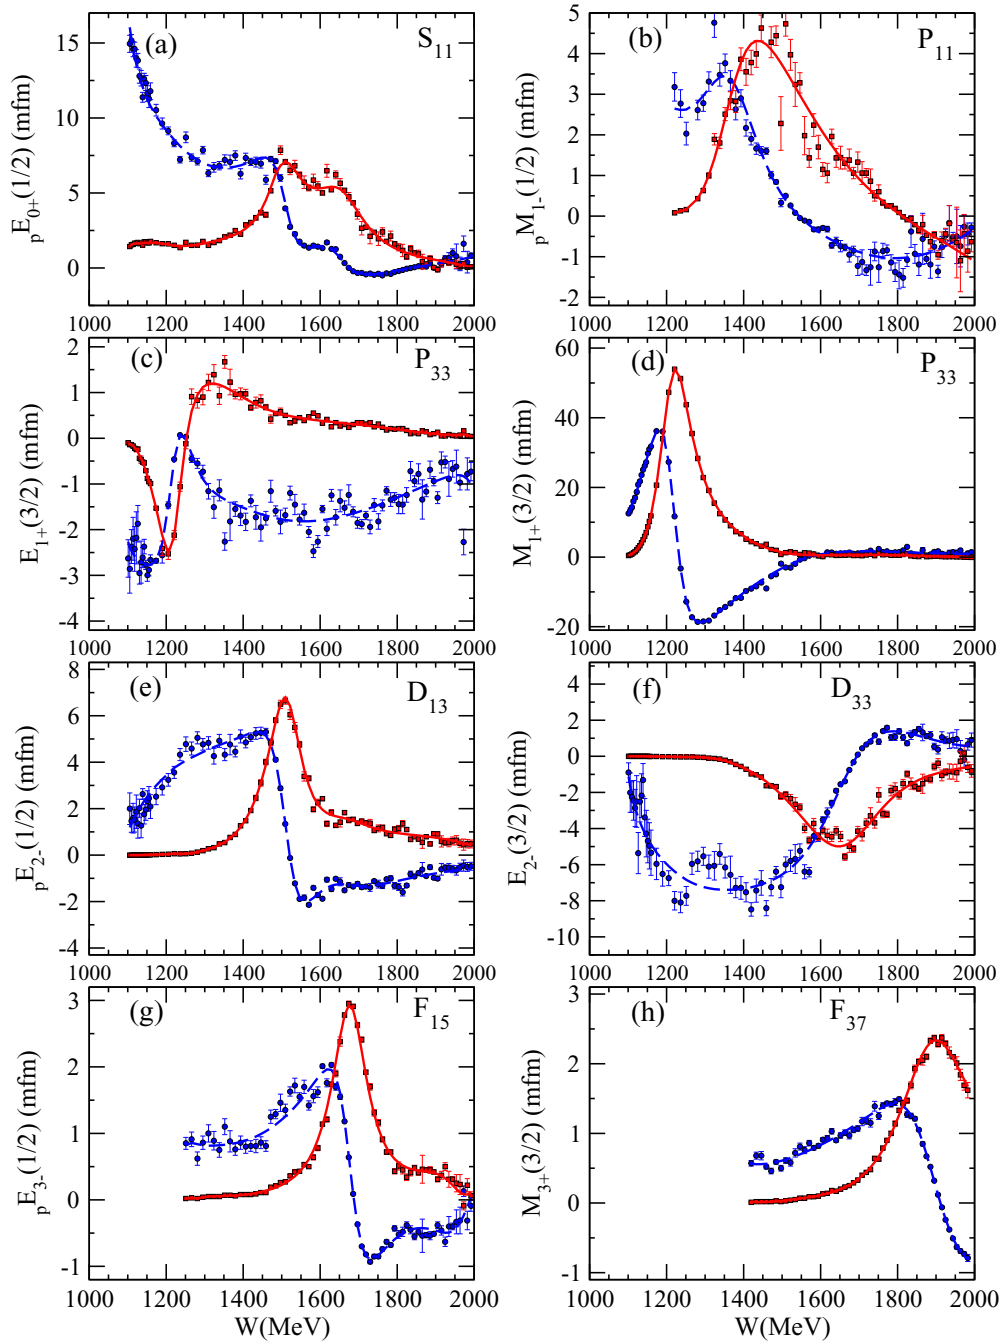 (a) S11
pE0+(1/2) (mfm)
15
10
5
0
1000 1200 1400 1600 1800 2000
(b) P11
pM1-(1/2) (mfm)
5
4
3
2
1
0
-1
-2
1000 1200 1400 1600 1800 2000
(c) P33
E1+(3/2) (mfm)
2
1
0
-1
-2
-3
-4
1000 1200 1400 1600 1800 2000
(d) P33
M1+(3/2) (mfm)
60
40
20
0
-20
1000 1200 1400 1600 1800 2000
(e) D13
pE2-(1/2) (mfm)
8
6
4
2
0
-2
-4
1000 1200 1400 1600 1800 2000
(f) D33
E2-(3/2) (mfm)
4
2
0
-2
-4
-6
-8
-10
1000 1200 1400 1600 1800 2000
(g) F15
pE3-(1/2) (mfm)
3
2
1
0
-1
1000 1200 1400 1600 1800 2000
W(MeV)
(h) F37
M3+(3/2) (mfm)
3
2
1
0
-1
1000 1200 1400 1600 1800 2000
W(MeV)